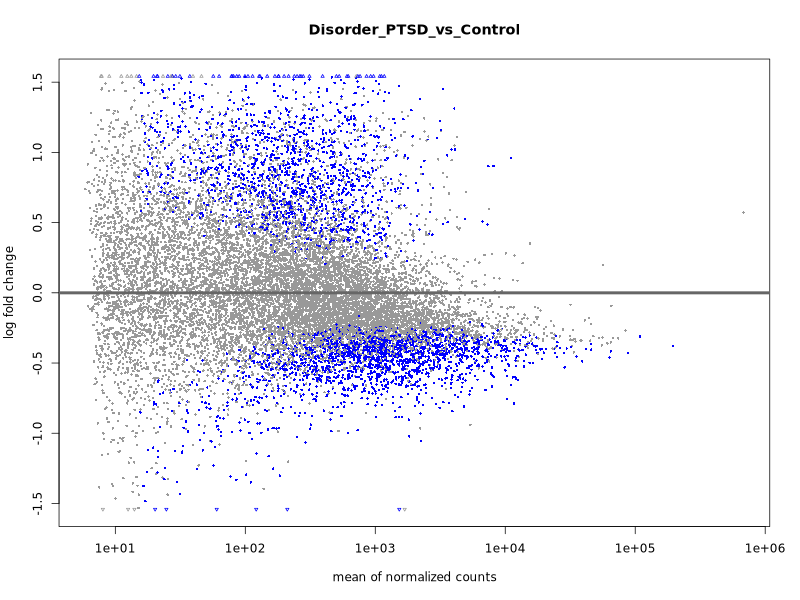 Disorder_PTSD_vs_Control
log fold change
1.5
1.0
0.5
0.0
-0.5
-1.0
-1.5
1e+01 1e+02 1e+03 1e+04 1e+05 1e+06
mean of normalized counts